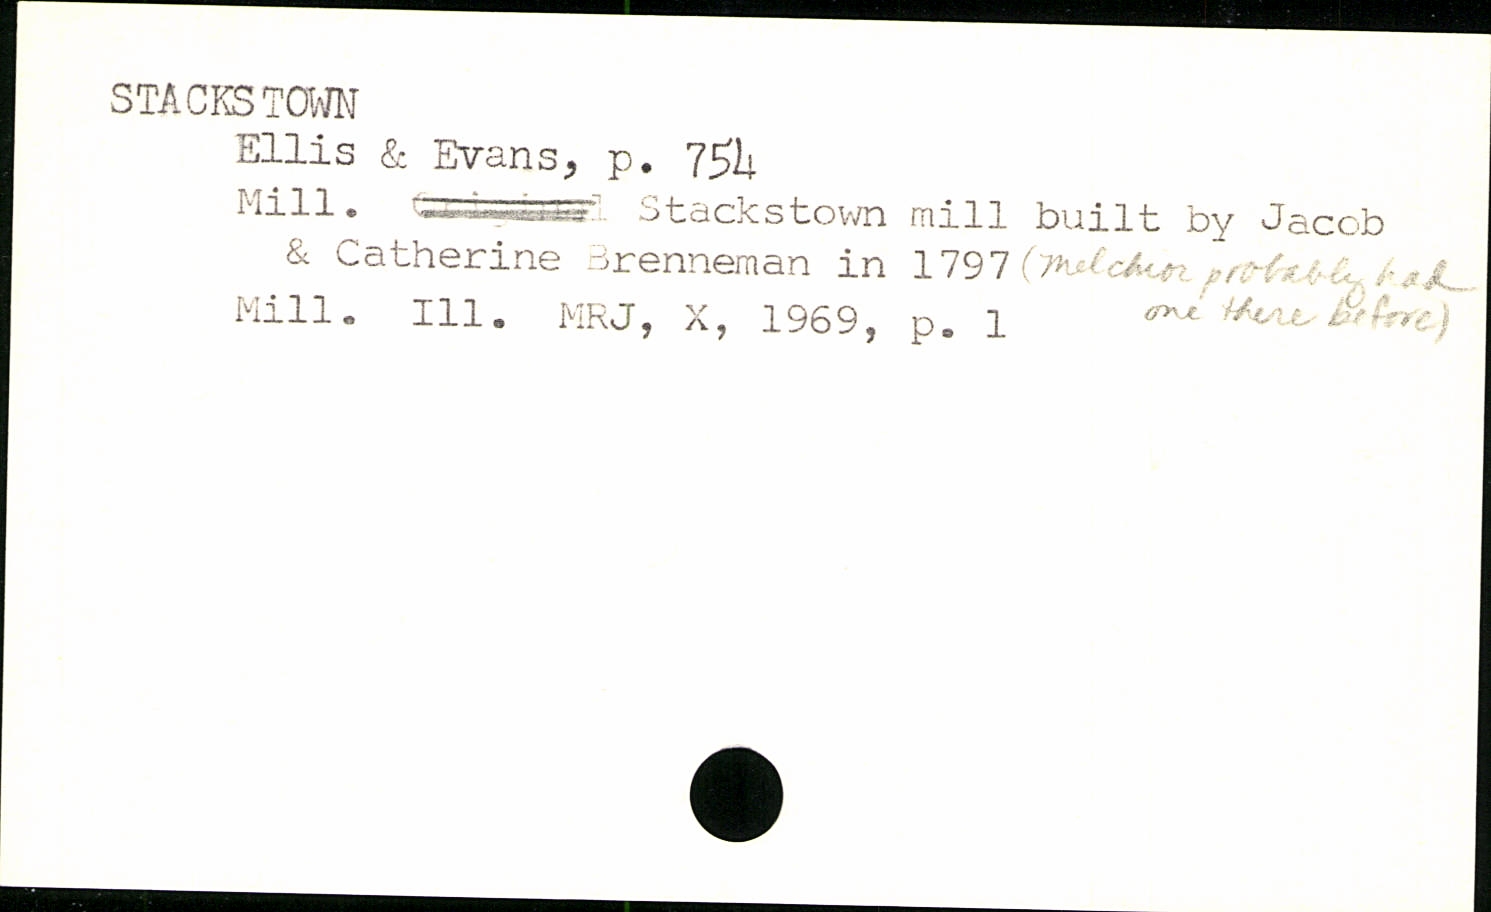 STACKSTOWN
Ellis & Evans, p. 754
Mill. Original Stackstown mill built by Jacob
& Catherine Brenneman in 1797 (Melchior probably had
one there before)
Mill. Ill. MRJ, X, 1969, p. 1